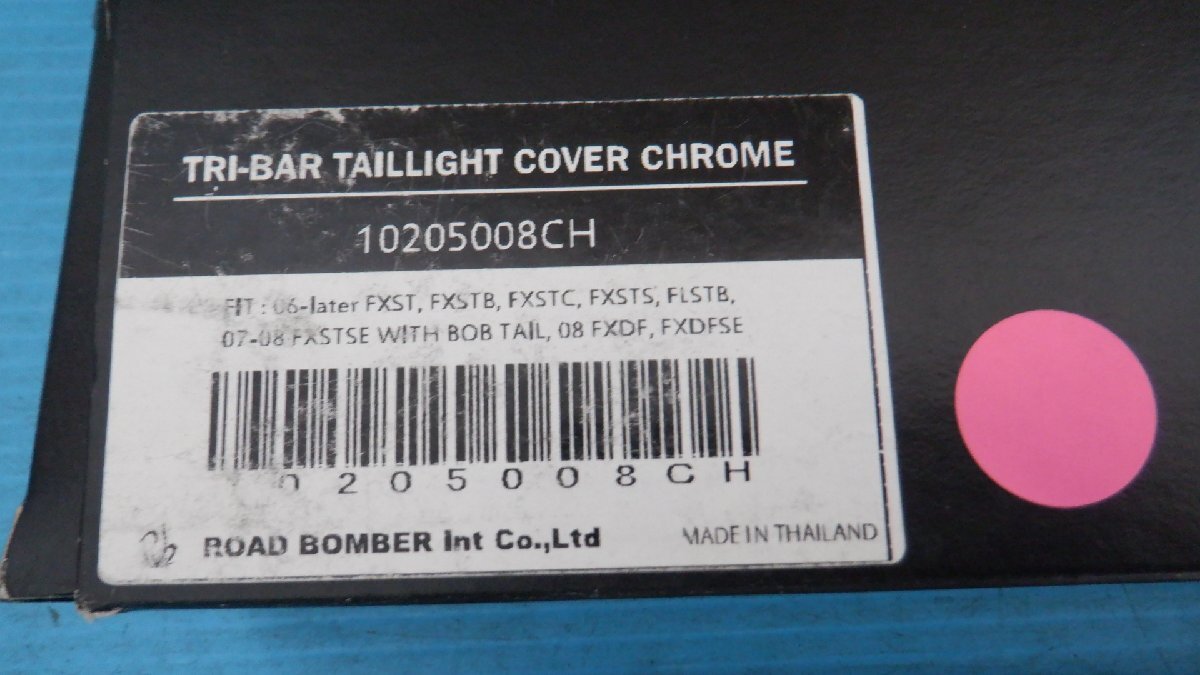 TRI-BAR TAILLIGHT COVER CHROME
10205008CH
FIT : 06-later FXST, FXSTB, FXSTC, FXSTS, FLSTB,
07-08 FXSTSE WITH BOB TAIL, 08 FXDF, FXDFSE
0205008CH
ROAD BOMBER Int Co.,Ltd
MADE IN THAILAND